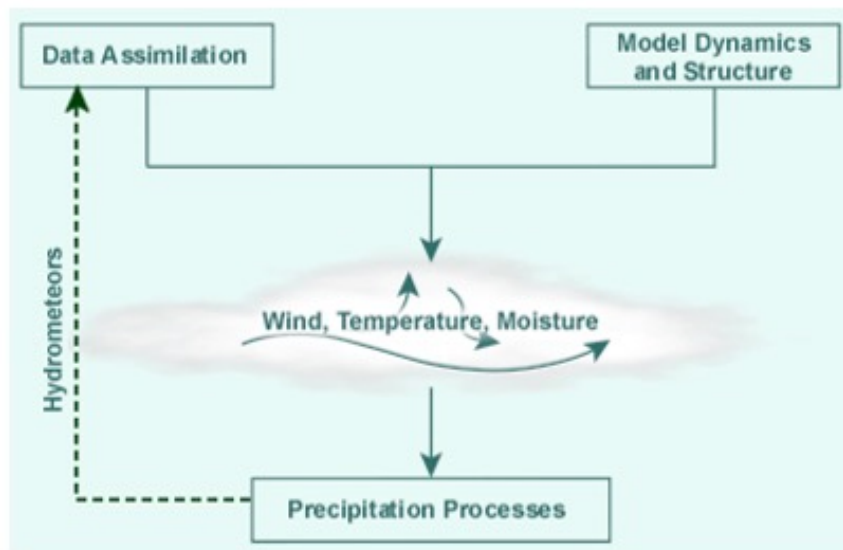 Data Assimilation
Model Dynamics
and Structure
Hydrometeors
Wind, Temperature, Moisture
Precipitation Processes